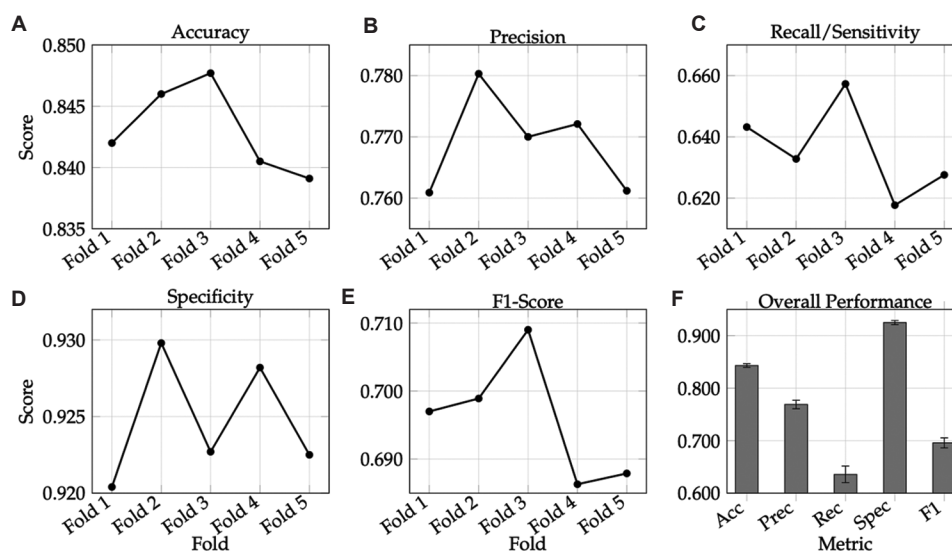 A
Accuracy
0.850
0.845
0.840
0.835
Score
Fold 1
Fold 2
Fold 3
Fold 4
Fold 5
B
Precision
0.780
0.770
0.760
Fold 1
Fold 2
Fold 3
Fold 4
Fold 5
C
Recall/Sensitivity
0.660
0.640
0.620
Fold 1
Fold 2
Fold 3
Fold 4
Fold 5
D
Specificity
0.930
0.925
0.920
Score
Fold 1
Fold 2
Fold 3
Fold 4
Fold 5
Fold
E
F1-Score
0.710
0.700
0.690
Fold 1
Fold 2
Fold 3
Fold 4
Fold 5
Fold
F
Overall Performance
0.900
0.800
0.700
0.600
Acc
Prec
Rec
Spec
F1
Metric